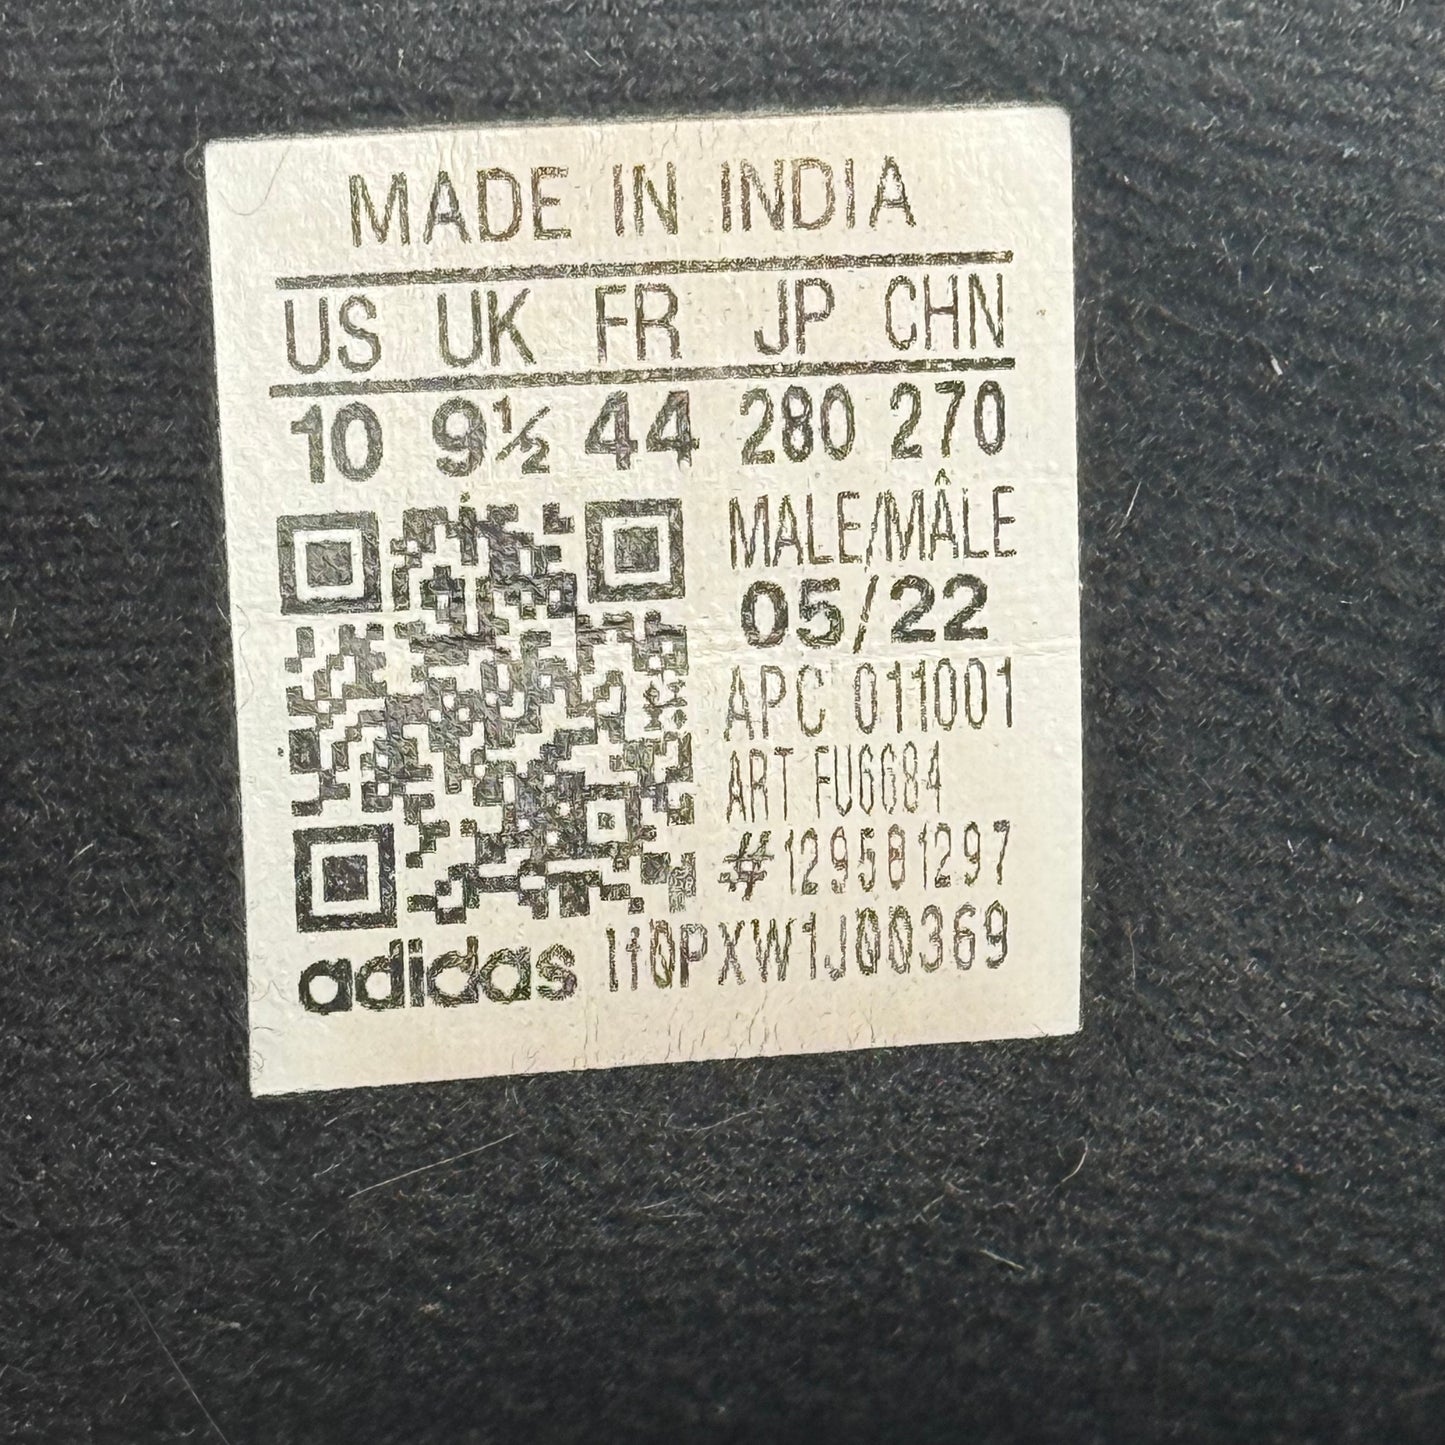 MADE IN INDIA
US UK FR JP CHN
10 9½ 44 280 270
MALE/MÂLE
05/22
APC 011001
ART FU6684
#129581297
adidas lf0PXW1J00369